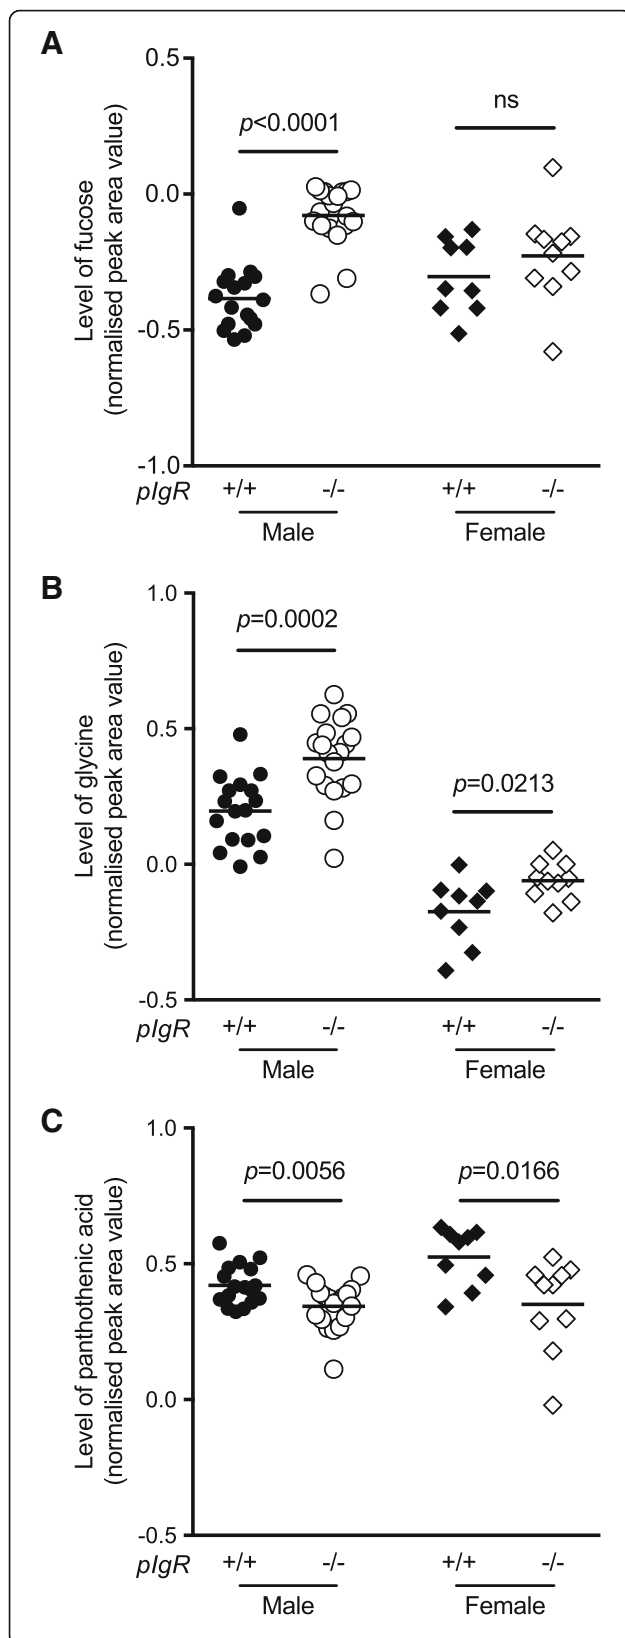 A
Level of fucose
(normalised peak area value)
0.5
0.0
-0.5
-1.0
p<0.0001
ns
pIgR +/+ -/- +/+ -/-
Male Female
B
Level of glycine
(normalised peak area value)
1.0
0.5
0.0
-0.5
p=0.0002
p=0.0213
pIgR +/+ -/- +/+ -/-
Male Female
C
Level of panthothenic acid
(normalised peak area value)
1.0
0.5
0.0
-0.5
p=0.0056
p=0.0166
pIgR +/+ -/- +/+ -/-
Male Female